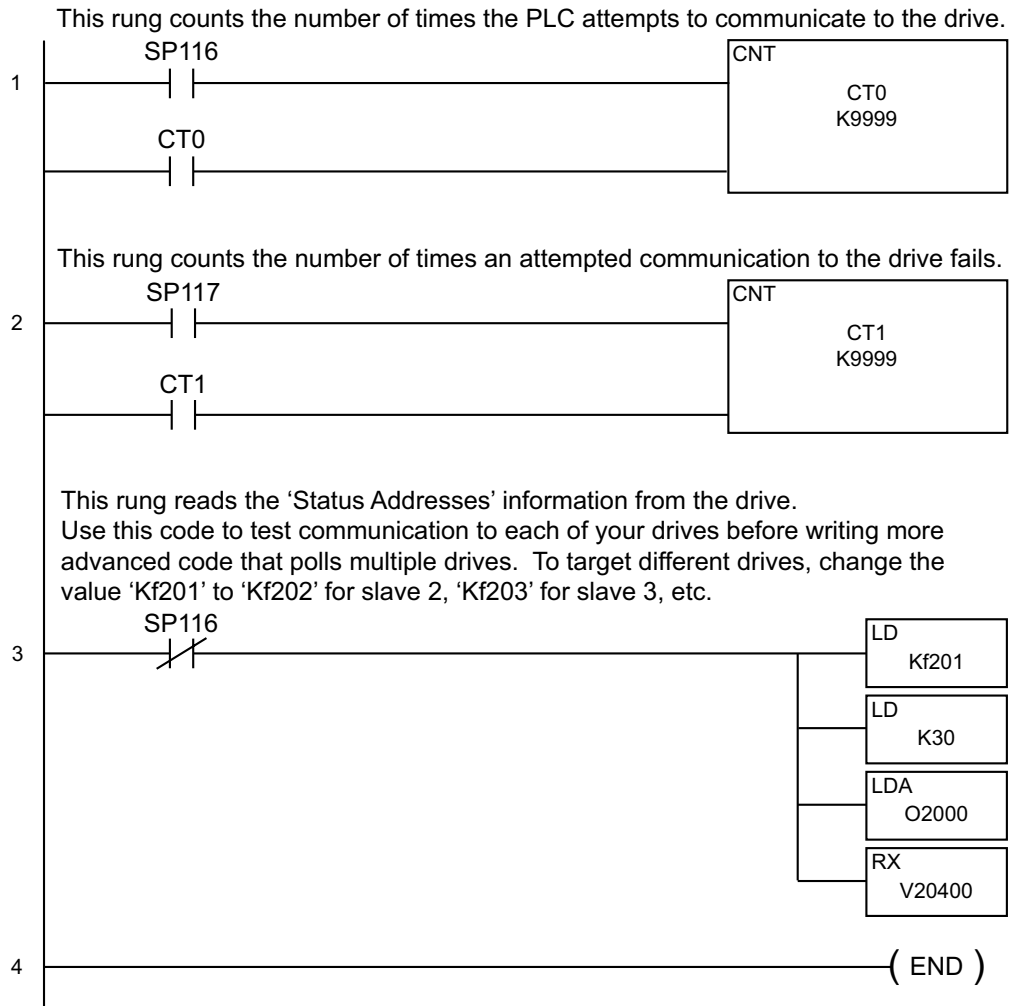 This rung counts the number of times the PLC attempts to communicate to the drive.
SP116
CNT
1
CT0
K9999
CT0
This rung counts the number of times an attempted communication to the drive fails.
SP117
CNT
2
CT1
K9999
CT1
This rung reads the ‘Status Addresses’ information from the drive.
Use this code to test communication to each of your drives before writing more
advanced code that polls multiple drives.  To target different drives, change the
value ‘Kf201’ to ‘Kf202’ for slave 2, ‘Kf203’ for slave 3, etc.
SP116
3
LD
Kf201
LD
K30
LDA
O2000
RX
V20400
4
( END )